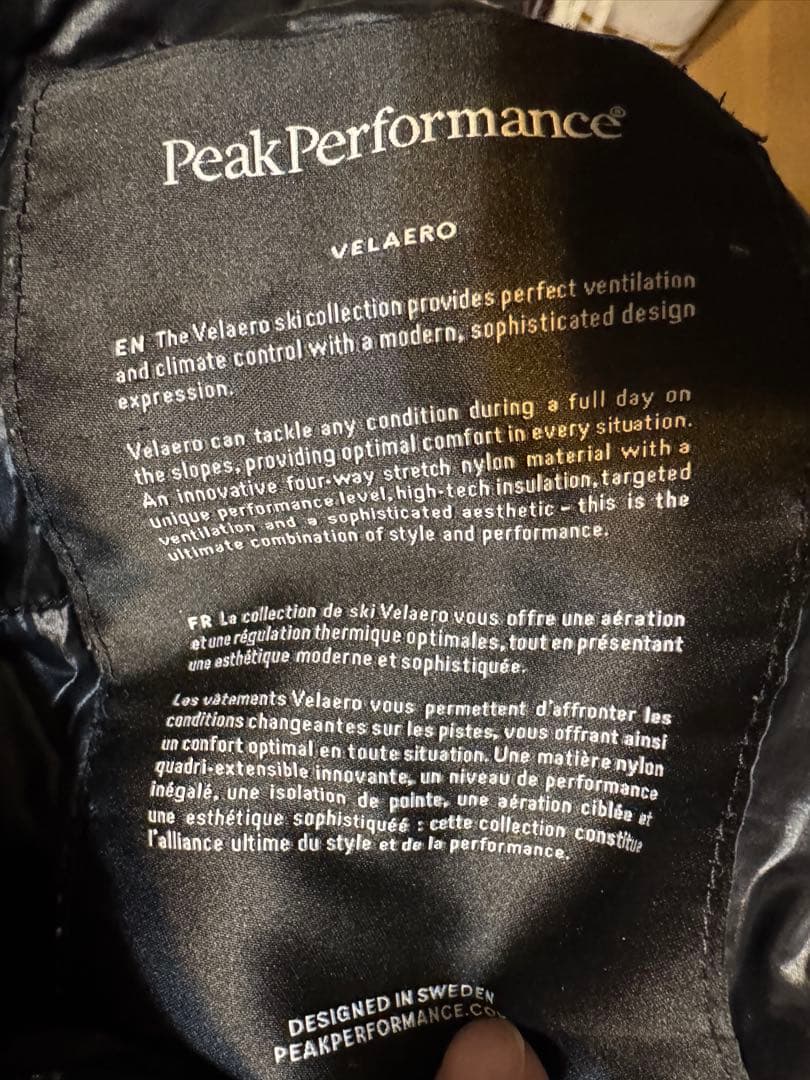 PeakPerformance®
VELAERO
EN The Velaero ski collection provides perfect ventilation
and climate control with a modern, sophisticated design
expression.
Velaero can tackle any condition during a full day on
the slopes, providing optimal comfort in every situation.
An innovative four-way stretch nylon material with a
unique performance level, high-tech insulation, targeted
ventilation and a sophisticated aesthetic – this is the
ultimate combination of style and performance.
FR La collection de ski Velaero vous offre une aération
et une régulation thermique optimales, tout en présentant
une esthétique moderne et sophistiquée.
Les vêtements Velaero vous permettent d'affronter les
conditions changeantes sur les pistes, vous offrant ainsi
un confort optimal en toute situation. Une matière nylon
quadri-extensible innovante, un niveau de performance
inégalé, une isolation de pointe, une aération ciblée et
une esthétique sophistiquée : cette collection constitue
l'alliance ultime du style et de la performance.
DESIGNED IN SWEDEN
PEAKPERFORMANCE.CO